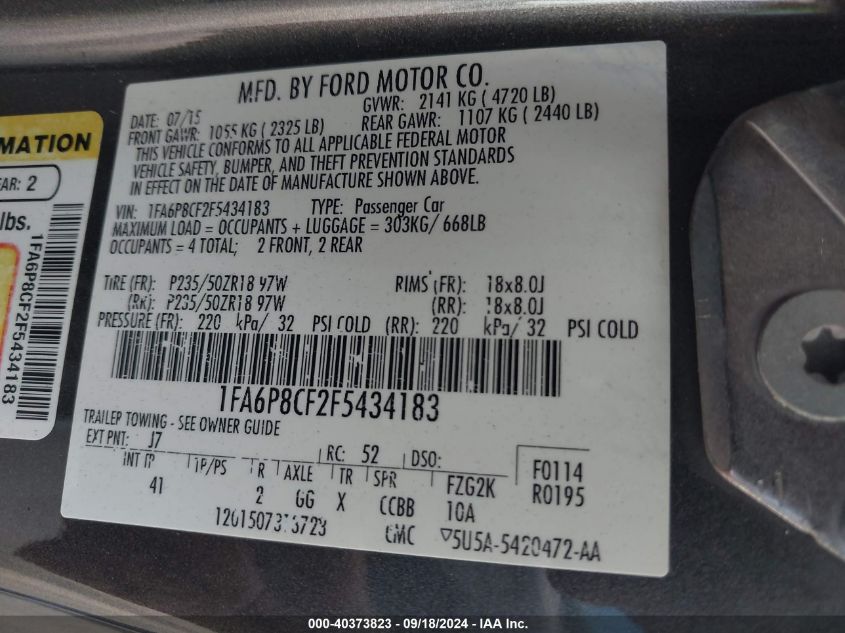 MFD. BY FORD MOTOR CO.
DATE: 07/15
GVWR: 2141 KG ( 4720 LB)
FRONT GAWR: 1055 KG ( 2325 LB)
REAR GAWR: 1107 KG ( 2440 LB)
THIS VEHICLE CONFORMS TO ALL APPLICABLE FEDERAL MOTOR
VEHICLE SAFETY, BUMPER, AND THEFT PREVENTION STANDARDS
IN EFFECT ON THE DATE OF MANUFACTURE SHOWN ABOVE.
VIN: 1FA6P8CF2F5434183 TYPE: Passenger Car
MAXIMUM LOAD = OCCUPANTS + LUGGAGE = 303KG/ 668LB
OCCUPANTS = 4 TOTAL; 2 FRONT, 2 REAR
TIRE (FR): P235/50ZR18 97W RIMS (FR): 18x8.0J
(RR): P235/50ZR18 97W (RR): 18x8.0J
PRESSURE (FR): 220 kPa/ 32 PSI COLD (RR): 220 kPa/ 32 PSI COLD
1FA6P8CF2F5434183
TRAILER TOWING - SEE OWNER GUIDE
EXT PNT: J7 RC: 52 DSO: F0114
INT TR TP/PS R AXLE TR SPR FZG2K R0195
41 2 GG X CCBB 10A
CMC 5U5A-5420472-AA
MATION
AR: 2
lbs.
1FA6P8CF2F5434183
000-40373823 - 09/18/2024 - IAA Inc.